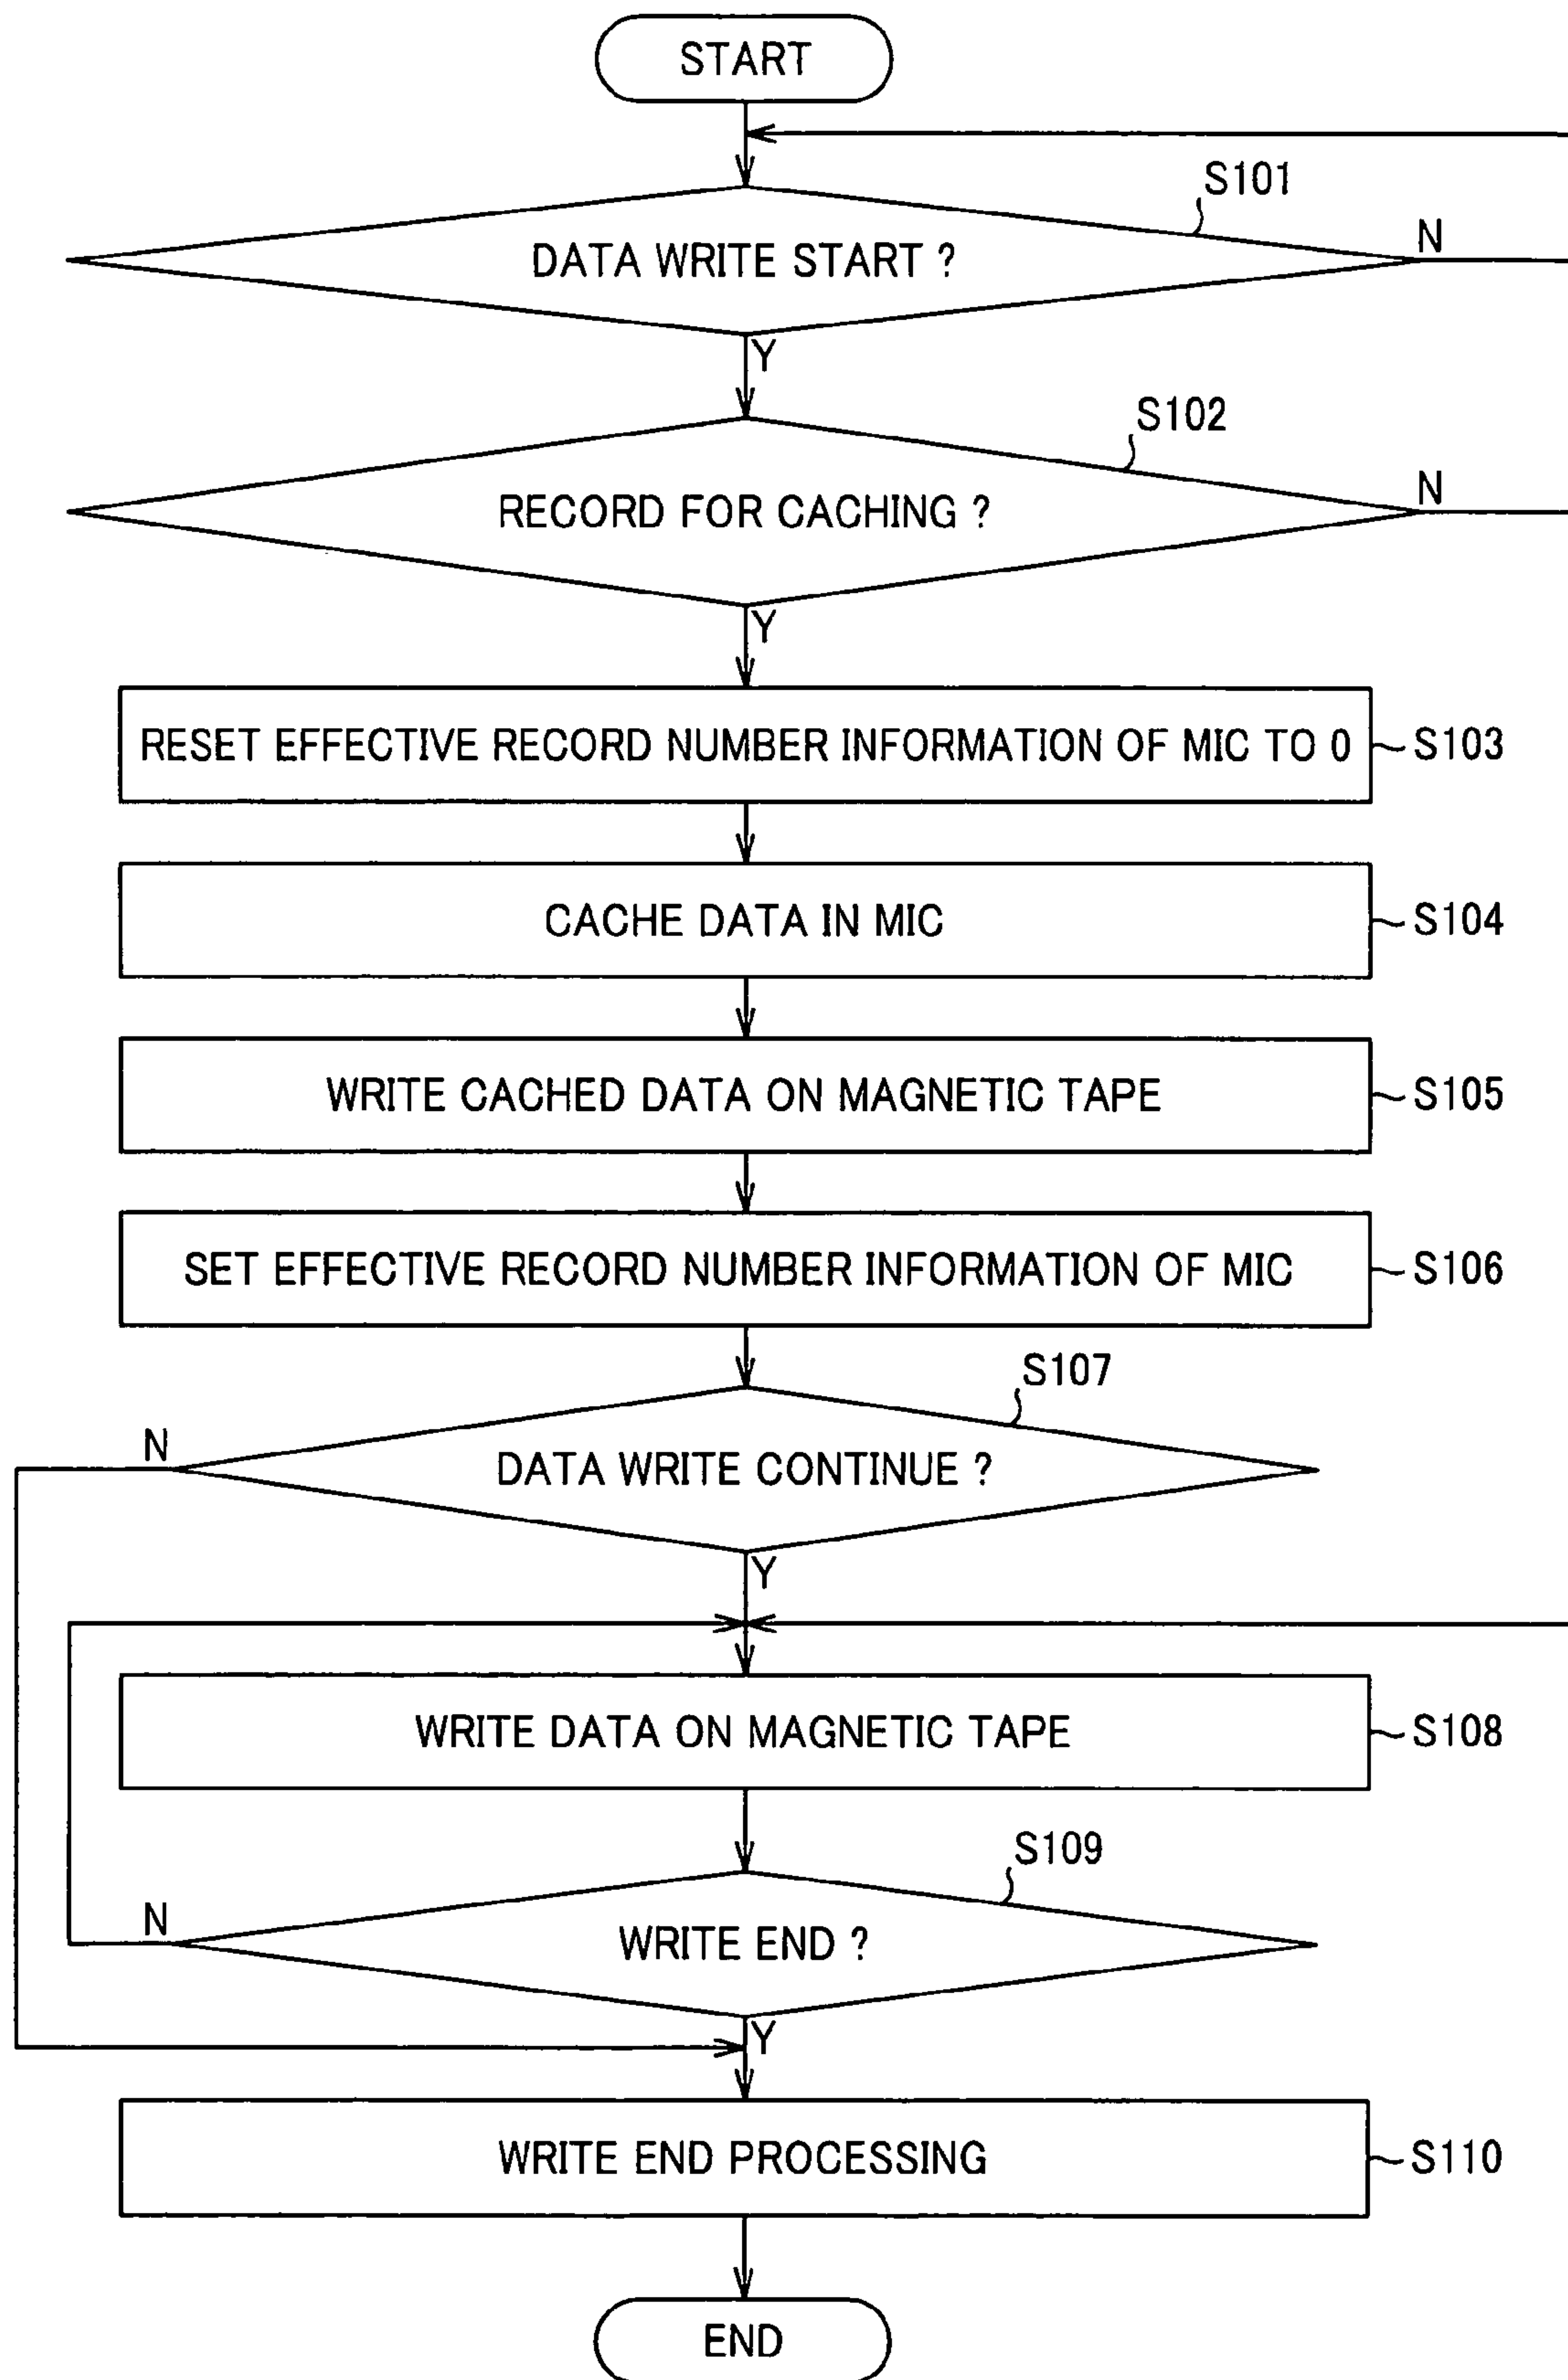 START
S101
DATA WRITE START ?
N
Y
S102
RECORD FOR CACHING ?
N
Y
RESET EFFECTIVE RECORD NUMBER INFORMATION OF MIC TO 0
S103
CACHE DATA IN MIC
S104
WRITE CACHED DATA ON MAGNETIC TAPE
S105
SET EFFECTIVE RECORD NUMBER INFORMATION OF MIC
S106
S107
N
DATA WRITE CONTINUE ?
Y
WRITE DATA ON MAGNETIC TAPE
S108
S109
N
WRITE END ?
Y
WRITE END PROCESSING
S110
END